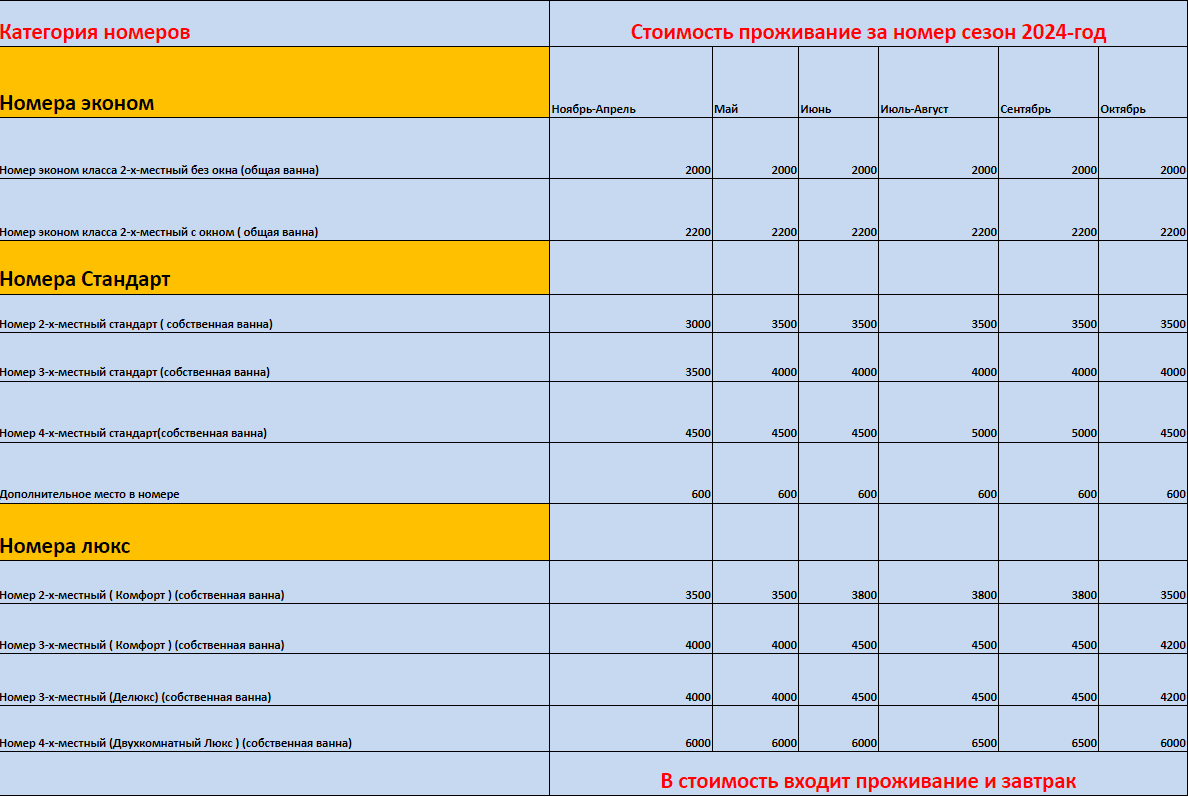 Категория номеров Стоимость проживание за номер сезон 2024-год
Номера эконом Ноябрь-Апрель Май Июнь Июль-Август Сентябрь Октябрь
Номер эконом класса 2-х-местный без окна (общая ванна) 2000 2000 2000 2000 2000 2000
Номер эконом класса 2-х-местный с окном ( общая ванна) 2200 2200 2200 2200 2200 2200
Номера Стандарт
Номер 2-х-местный стандарт ( собственная ванна) 3000 3500 3500 3500 3500 3500
Номер 3-х-местный стандарт (собственная ванна) 3500 4000 4000 4000 4000 4000
Номер 4-х-местный стандарт(собственная ванна) 4500 4500 4500 5000 5000 4500
Дополнительное место в номере 600 600 600 600 600 600
Номера люкс
Номер 2-х-местный ( Комфорт ) (собственная ванна) 3500 3500 3800 3800 3800 3500
Номер 3-х-местный ( Комфорт ) (собственная ванна) 4000 4000 4500 4500 4500 4200
Номер 3-х-местный (Делюкс) (собственная ванна) 4000 4000 4500 4500 4500 4200
Номер 4-х-местный (Двухкомнатный Люкс ) (собственная ванна) 6000 6000 6000 6500 6500 6000
В стоимость входит проживание и завтрак